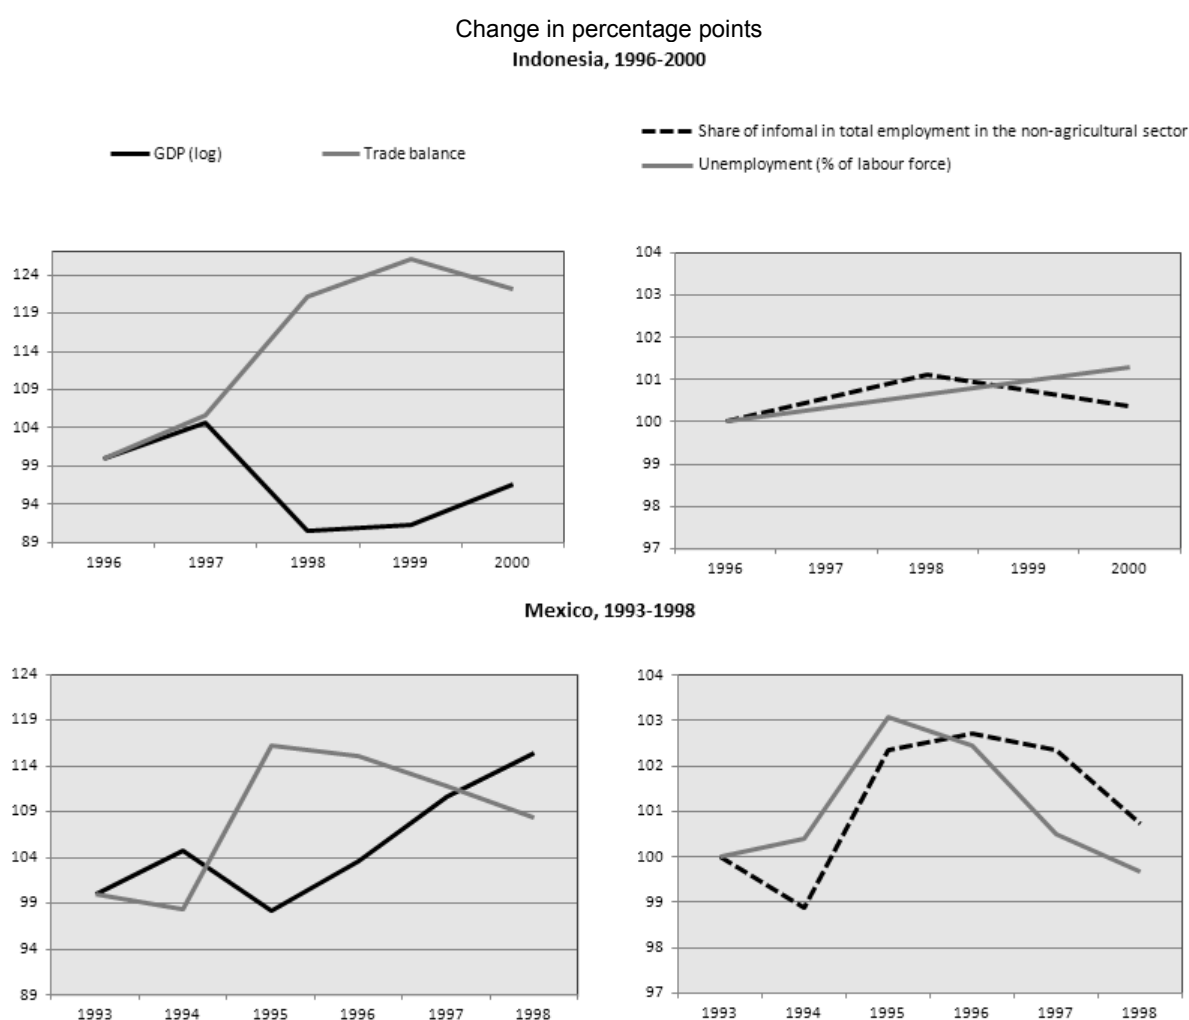 Change in percentage points
Indonesia, 1996-2000
GDP (log)
Trade balance
Share of infomal in total employment in the non-agricultural sector
Unemployment (% of labour force)
124
119
114
109
104
99
94
89
1996 1997 1998 1999 2000
104
103
102
101
100
99
98
97
1996 1997 1998 1999 2000
Mexico, 1993-1998
124
119
114
109
104
99
94
89
1993 1994 1995 1996 1997 1998
104
103
102
101
100
99
98
97
1993 1994 1995 1996 1997 1998